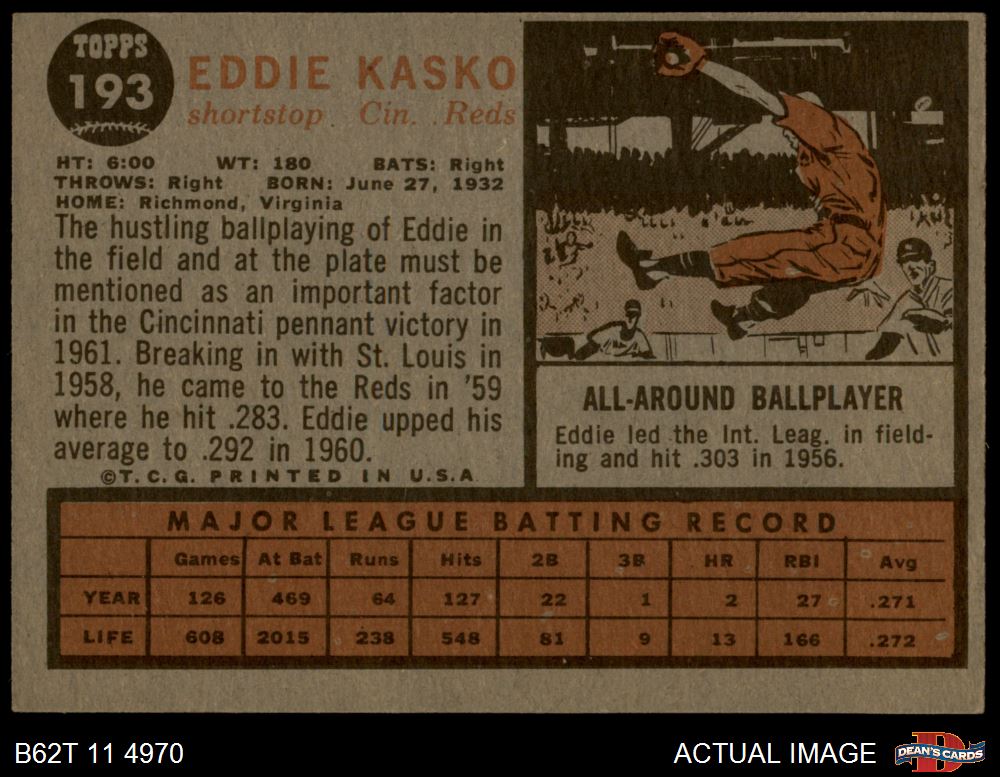 TOPPS
193
EDDIE KASKO
shortstop Cin. Reds
HT: 6:00 WT: 180 BATS: Right
THROWS: Right BORN: June 27, 1932
HOME: Richmond, Virginia
The hustling ballplaying of Eddie in
the field and at the plate must be
mentioned as an important factor
in the Cincinnati pennant victory in
1961. Breaking in with St. Louis in
1958, he came to the Reds in '59
where he hit .283. Eddie upped his
average to .292 in 1960.
©T.C.G. PRINTED IN U.S.A.
ALL-AROUND BALLPLAYER
Eddie led the Int. Leag. in field-
ing and hit .303 in 1956.
MAJOR LEAGUE BATTING RECORD
Games At Bat Runs Hits 2B 3B HR RBI Avg
YEAR 126 469 64 127 22 1 2 27 .271
LIFE 608 2015 238 548 81 9 13 166 .272
B62T 11 4970
ACTUAL IMAGE
DEAN'S CARDS